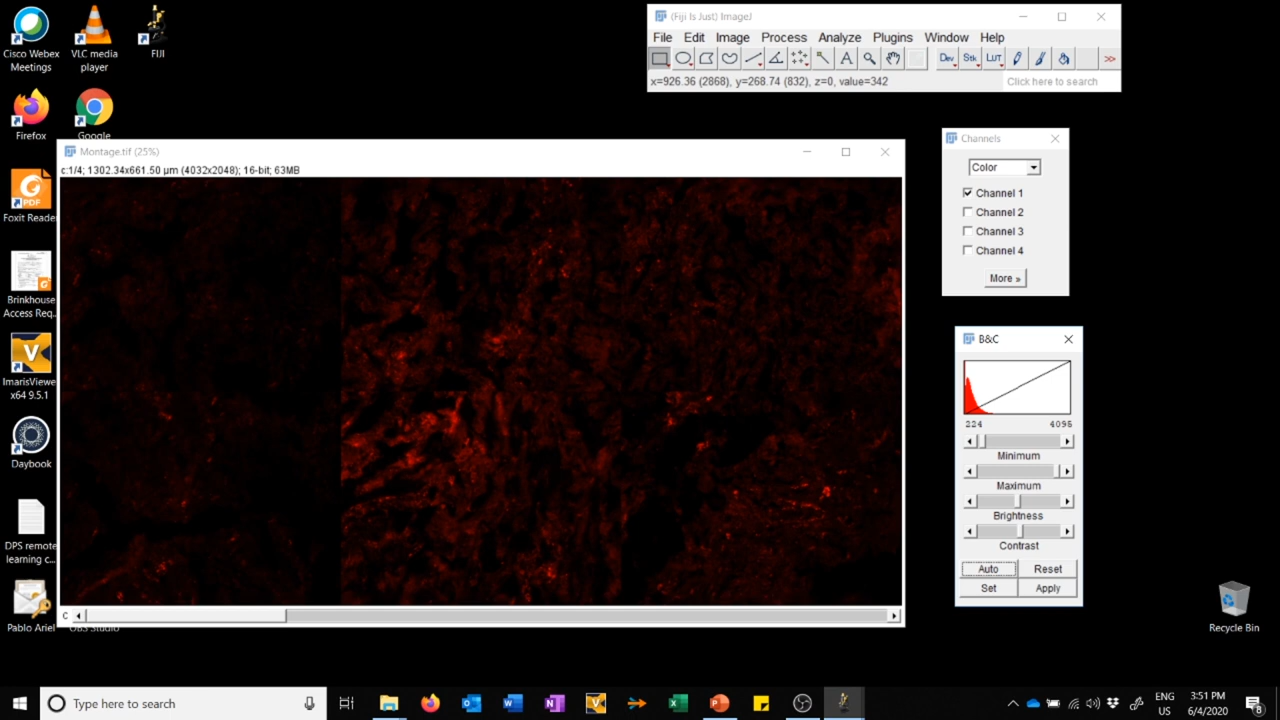 Cisco Webex
Meetings
VLC media
player
FIJI
Firefox
Google
Foxit Reade
PDF
Brinkhouse
Access Req...
ImarisViewe
x64 9.5.1
Daybook
DPS remote
learning c...
Pablo Ariel
OBS Studio
(Fiji Is Just) ImageJ
File Edit Image Process Analyze Plugins Window Help
A Dev Stk LUT >>
x=926.36 (2868), y=268.74 (832), z=0, value=342
Click here to search
Montage.tif (25%)
c:1/4; 1302.34x661.50 µm (4032x2048); 16-bit; 63MB
C
Channels
Color
Channel 1
Channel 2
Channel 3
Channel 4
More »
B&C
224 4095
Minimum
Maximum
Brightness
Contrast
Auto Reset
Set Apply
Recycle Bin
Type here to search
ENG
US
3:51 PM
6/4/2020
8